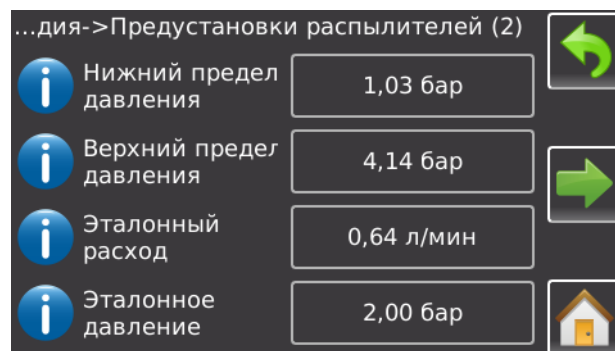 ...дия->Предустановки распылителей (2)
Нижний предел
давления
1,03 бар
Верхний предел
давления
4,14 бар
Эталонный
расход
0,64 л/мин
Эталонное
давление
2,00 бар